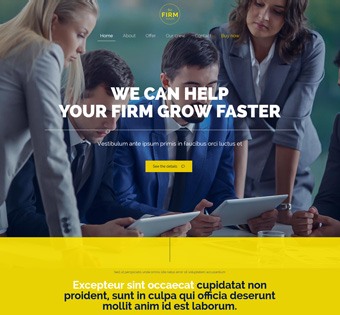 FIRM
Home About Offer Our Crew Contact Buy Now
WE CAN HELP
YOUR FIRM GROW FASTER
Vestibulum ante ipsum primis in faucibus orci luctus et
See the details
Excepteur sint occaecat cupidatat non
proident, sunt in culpa qui officia deserunt
mollit anim id est laborum.